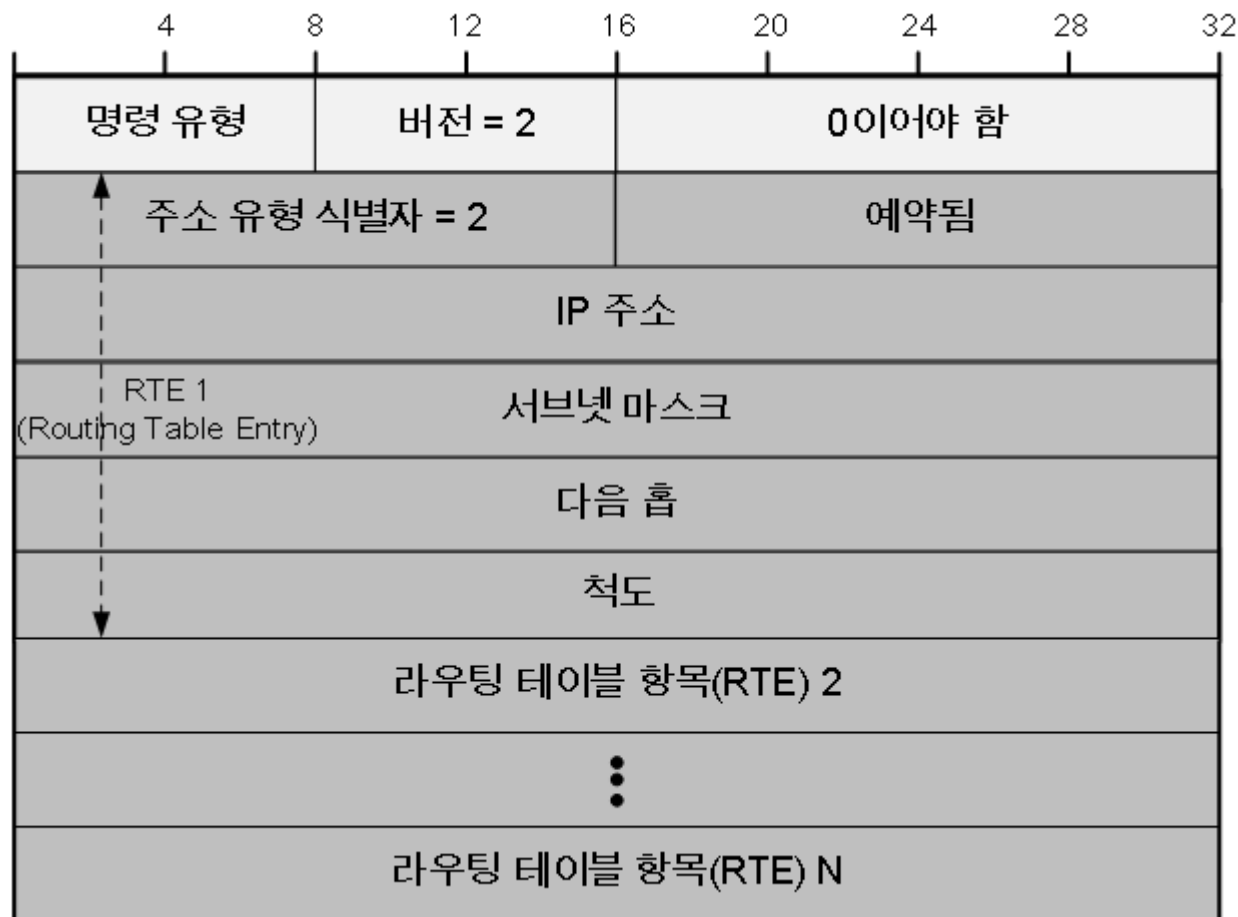 4 8 12 16 20 24 28 32
명령 유형 버전 = 2 0이어야 함
주소 유형 식별자 = 2 예약됨
IP 주소
RTE 1
(Routing Table Entry)
서브넷 마스크
다음 홉
척도
라우팅 테이블 항목(RTE) 2
라우팅 테이블 항목(RTE) N